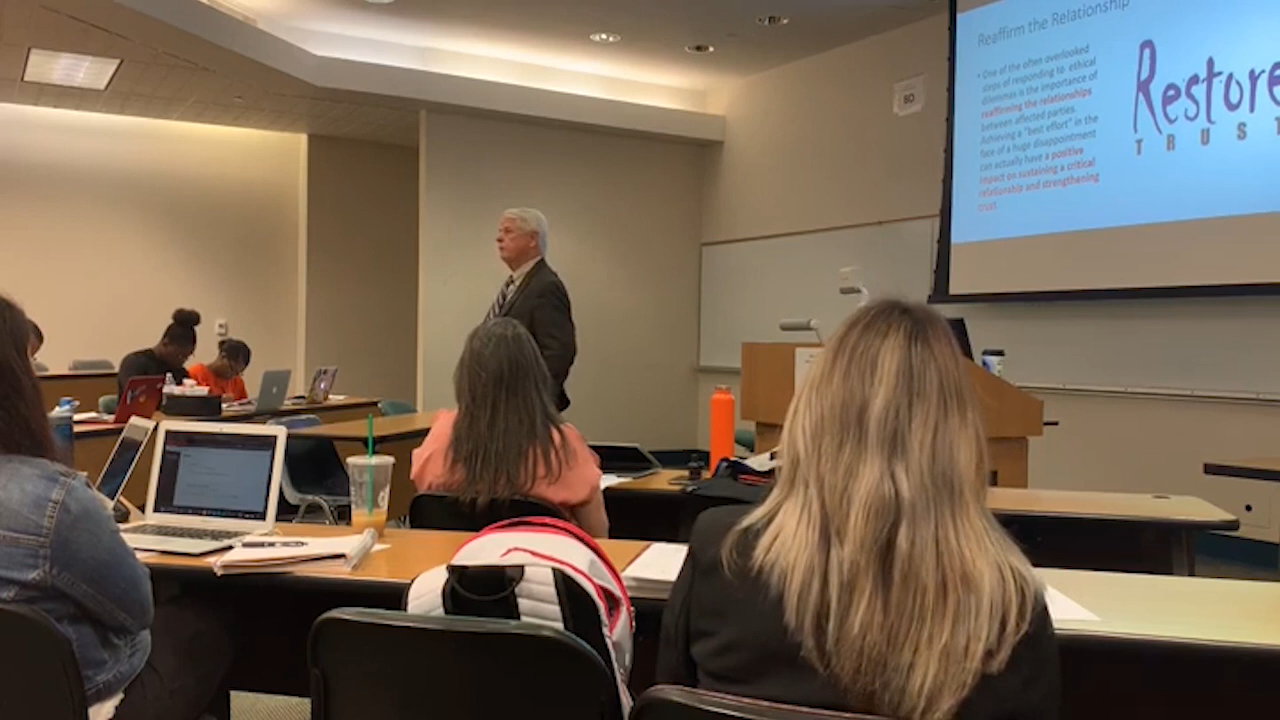 Reaffirm the Relationship
• One of the often overlooked
steps of responding to ethical
dilemmas is the importance of
reaffirming the relationships
between affected parties.
Achieving a "best effort" in the
face of a huge disappointment
can actually have a positive
impact on sustaining a critical
relationship and strengthening
trust.
Restore
TRUST